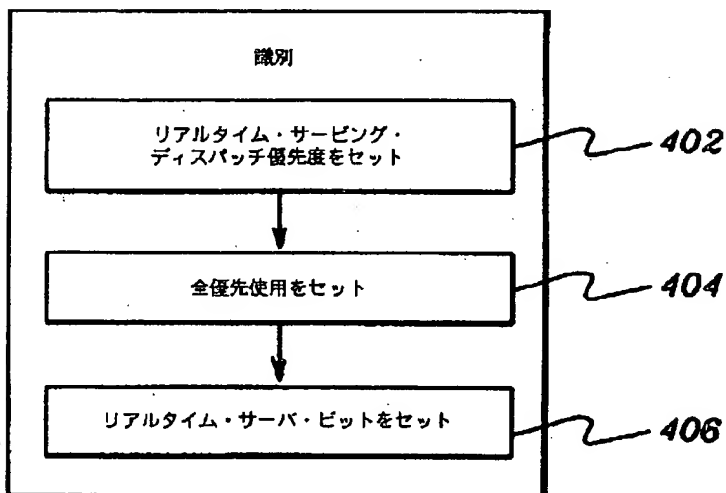 識別
リアルタイム・サービング・
ディスパッチ優先度をセット
402
全優先使用をセット
404
リアルタイム・サーバ・ビットをセット
406